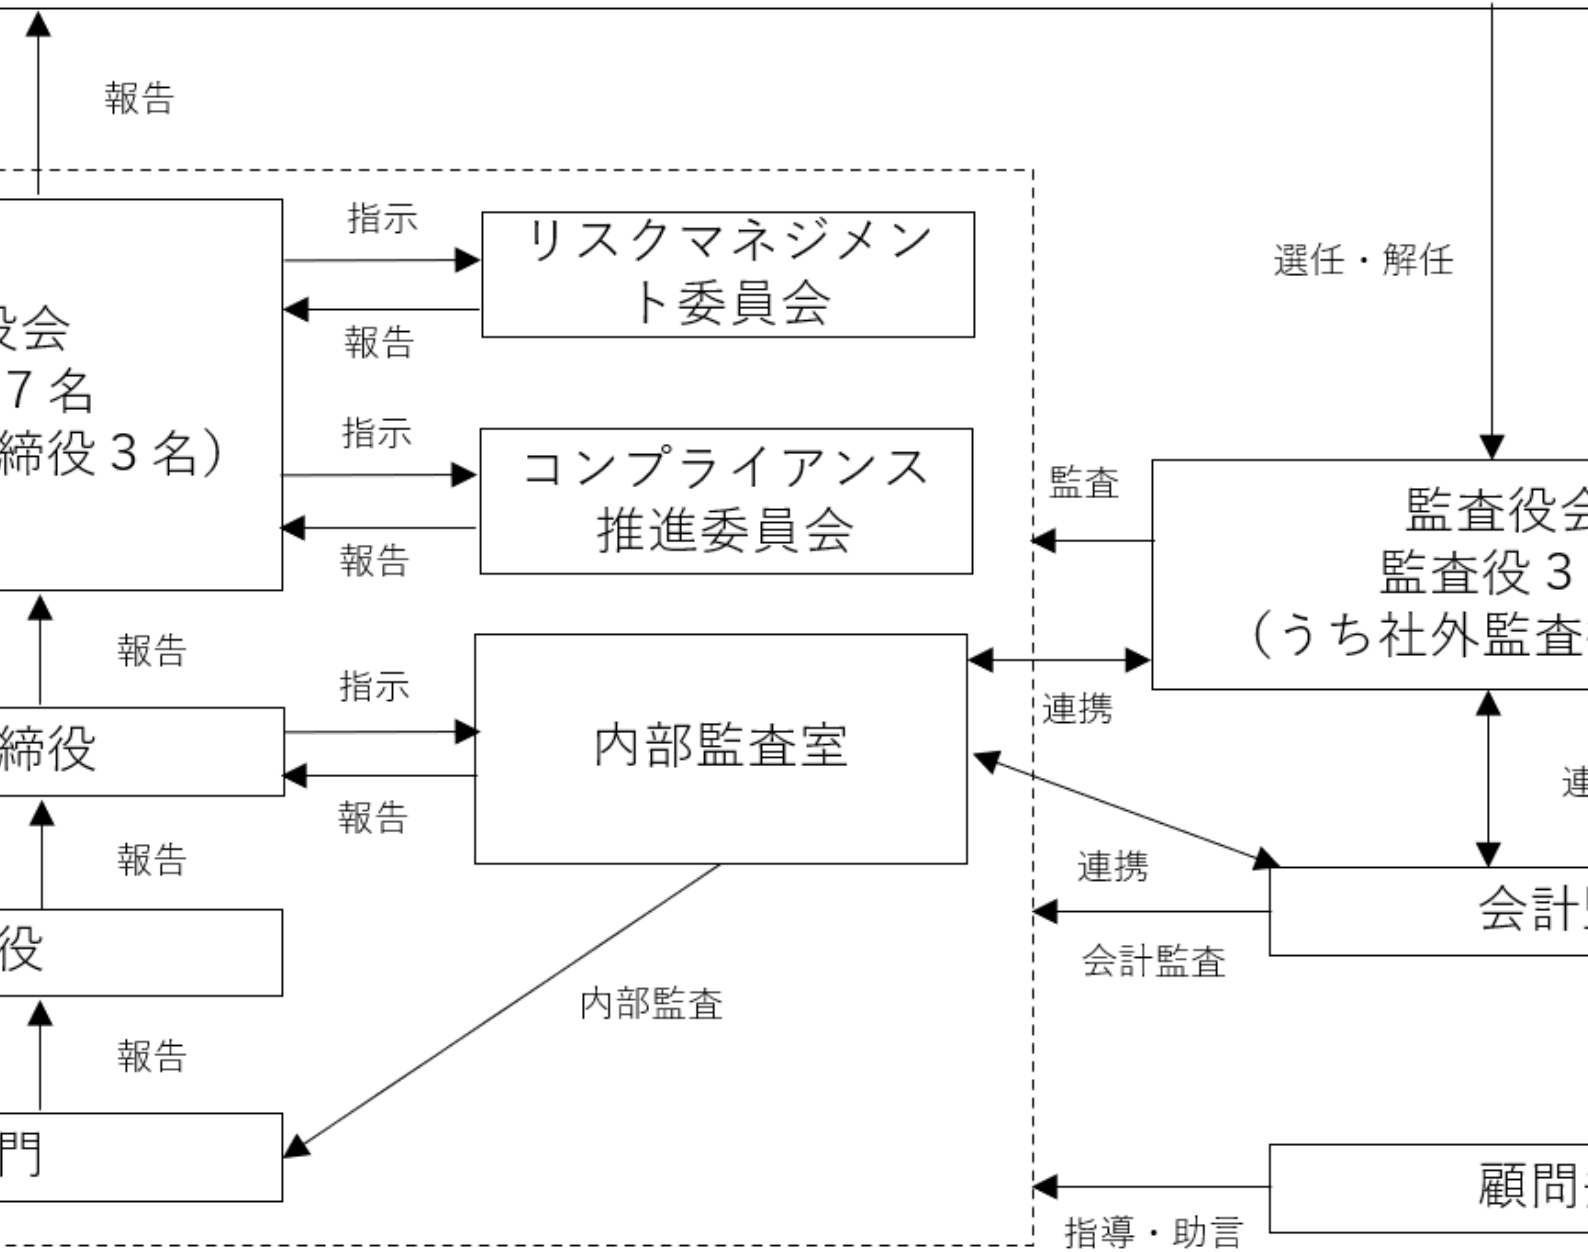 報告
指示
リスクマネジメン
ト委員会
報告
役会
7名
締役3名）
指示
コンプライアンス
推進委員会
報告
選任・解任
監査
監査役会
監査役3
（うち社外監査
報告
指示
締役
内部監査室
連携
報告
報告
連
連携
会計
会計監査
役
内部監査
報告
門
顧問
指導・助言